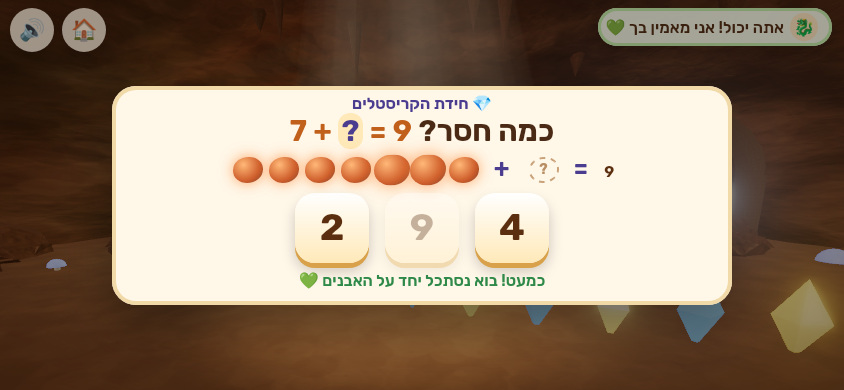 אתה יכול! אני מאמין בך 💚
💎 חידת הקריסטלים
כמה חסר? 7 + ? = 9
+ ? = 9
2 9 4
כמעט! בוא נסתכל יחד על האבנים 💚